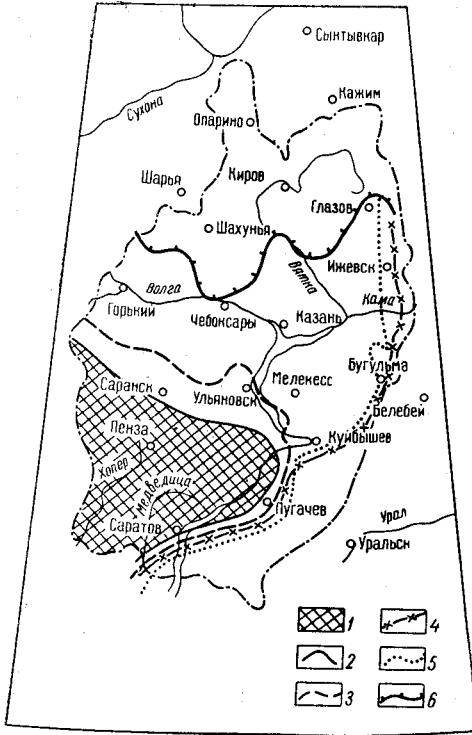 Сыктывкар
Сухона
Кажим
Опарино
Киров
Шарья
Глазов
Шахунья
Ижевск
Вятка
Волга
Кама
Горький
Чебоксары
Казань
Бугульма
Саранск
Ульяновск
Мелекесс
Белебей
Пенза
Куйбышев
Хопер
Медведица
Пугачев
Саратов
Урал
Уральск
1 4
2 5
3 6